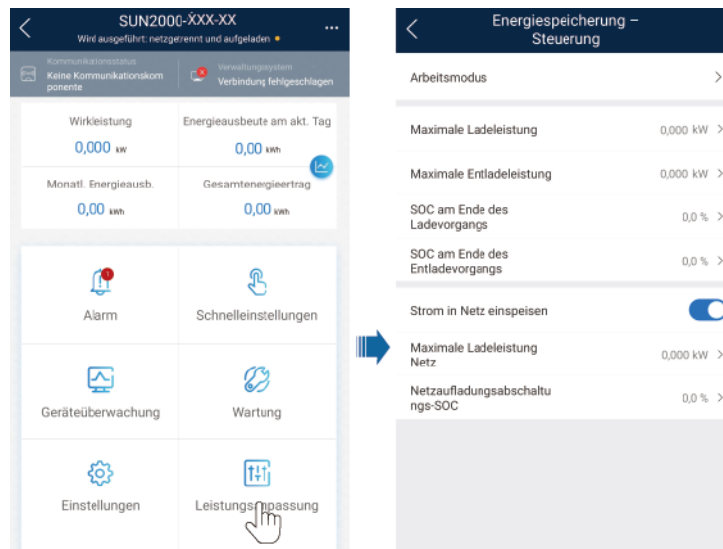 SUN2000-XXX-XX
Wird ausgeführt: netzgetrennt und aufgeladen
Kommunikationsstatus
Keine Kommunikationskom
ponente
Verwaltungssystem
Verbindung fehlgeschlagen
Wirkleistung
0,000 kW
Energieausbeute am akt. Tag
0,00 kWh
Monatl. Energieausb.
0,00 kWh
Gesamtenergieertrag
0,00 kWh
1
Alarm
Schnelleinstellungen
Geräteüberwachung
Wartung
Einstellungen
Leistungsanpassung
Energiespeicherung –
Steuerung
Arbeitsmodus
Maximale Ladeleistung 0,000 kW
Maximale Entladeleistung 0,000 kW
SOC am Ende des
Ladevorgangs 0,0 %
SOC am Ende des
Entladevorgangs 0,0 %
Strom in Netz einspeisen
Maximale Ladeleistung
Netz 0,000 kW
Netzaufladungsabschaltu
ngs-SOC 0,0 %